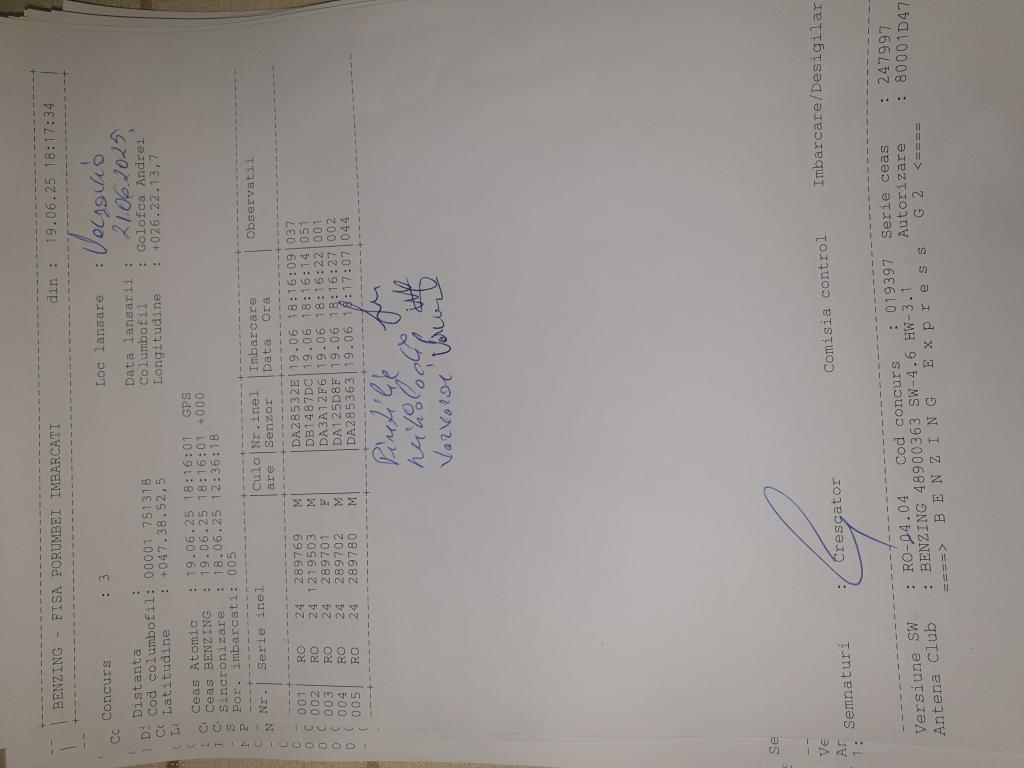 BENZING - FISA PORUMBEI IMBARCATI din : 19.06.25 18:17:34
Concurs : 3 Loc lansare :
Data lansarii : 21.06.2025
Distanta : Columbofil : Golofca Andrei
Cod columbofil: 00001 751318 Longitudine : +026.22.13,7
Latitudine : +047.38.52,5
Ceas Atomic : 19.06.25 18:16:01 GPS
Ceas BENZING : 19.06.25 18:16:01 +000
Sincronizare : 18.06.25 12:36:18
Por. imbarcati: 005
Nr.| Serie inel |Culo|Nr.inel |Imbarcare | Observatii
|are |Senzor |Data Ora |
001 | RO 24 289769 M | |DA28532E|19.06 18:16:09|037
002 | RO 24 1219503 M | |DB1487DC|19.06 18:16:14|051
003 | RO 24 289701 F | |DA3A12F6|19.06 18:16:22|001
004 | RO 24 289702 M | |DA125D8F|19.06 18:16:27|002
005 | RO 24 289780 M | |DA285363|19.06 18:17:07|044
Semnaturi : Crescator Comisia control Imbarcare/Desigilar
Versiune SW : RO-04.04 Cod concurs : 019397 Serie ceas : 247997
Antena Club : BENZING 48900363 SW-4.6 HW-3.1 Autorizare : 80001D47
====> B E N Z I N G E x p r e s s G 2 <====